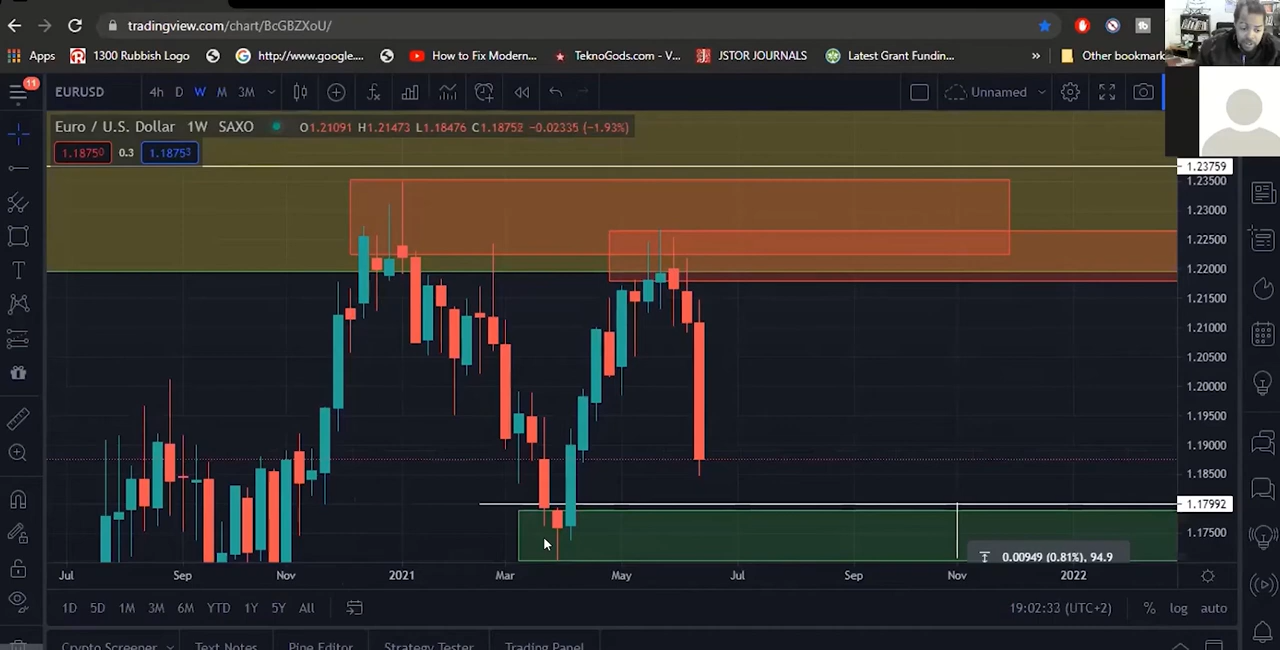 tradingview.com/chart/BcGBZXoU/
Apps 1300 Rubbish Logo http://www.google.... How to Fix Modern... TeknoGods.com - V... JSTOR JOURNALS Latest Grant Fundin... » Other bookmark
11
EURUSD 4h D W M 3M Unnamed
Euro / U.S. Dollar 1W SAXO O1.21091 H1.21473 L1.18476 C1.18752 -0.02335 (-1.93%)
1.18750 0.3 1.18753
1.23759
1.23500
1.23000
1.22500
1.22000
1.21500
1.21000
1.20500
1.20000
1.19500
1.19000
1.18500
1.17992
1.17500
0.00949 (0.81%), 94.9
Jul Sep Nov 2021 Mar May Jul Sep Nov 2022
1D 5D 1M 3M 6M YTD 1Y 5Y All 19:02:33 (UTC+2) % log auto
Crypto Screener Text Notes Pine Editor Strategy Tester Trading Panel